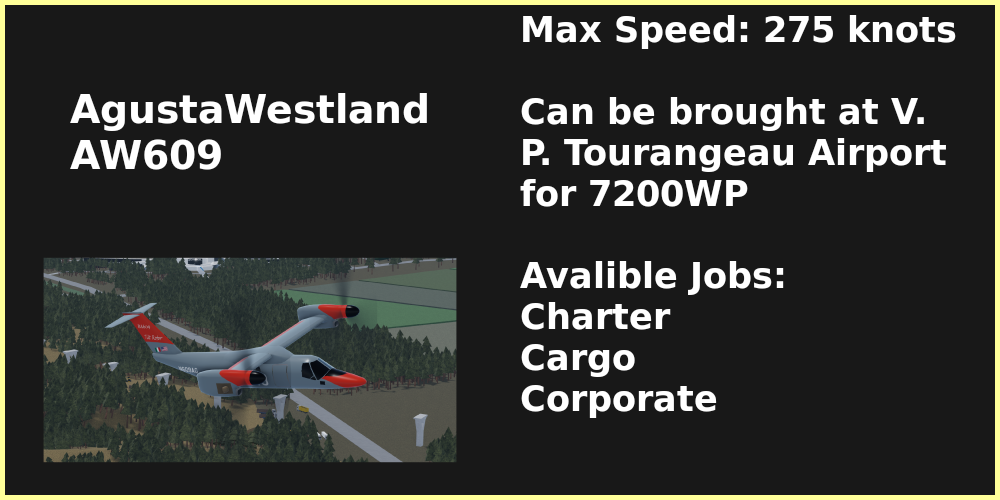 AgustaWestland
AW609
Max Speed: 275 knots
Can be brought at V.
P. Tourangeau Airport
for 7200WP
Avalible Jobs:
Charter
Cargo
Corporate